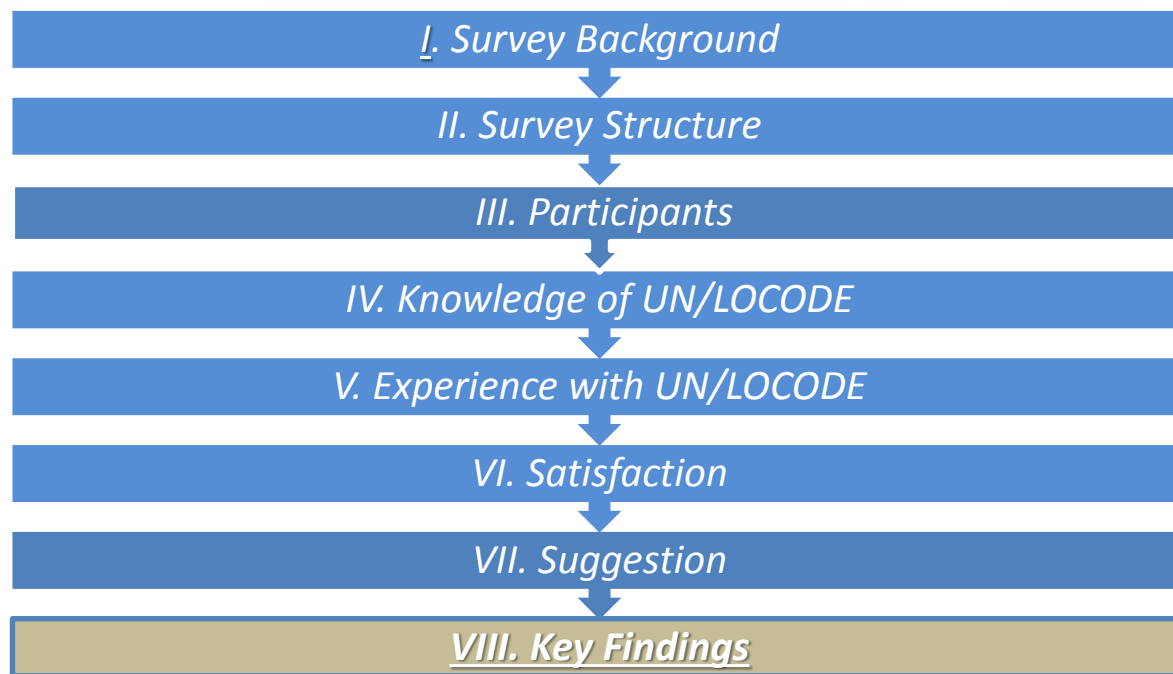 I. Survey Background
II. Survey Structure
III. Participants
IV. Knowledge of UN/LOCODE
V. Experience with UN/LOCODE
VI. Satisfaction
VII. Suggestion
VIII. Key Findings